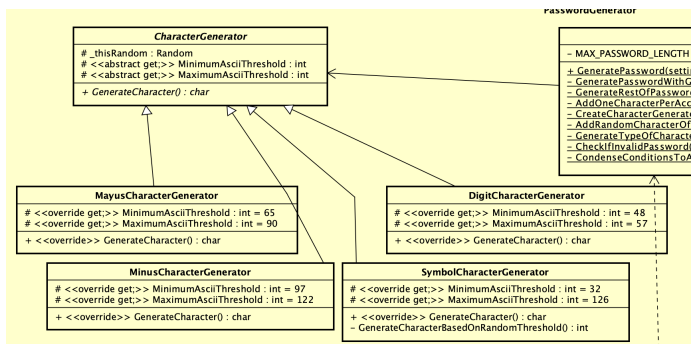 PasswordGenerator
CharacterGenerator
# _thisRandom : Random
# <<abstract get;>> MinimumAsciiThreshold : int
# <<abstract get;>> MaximumAsciiThreshold : int
+ GenerateCharacter() : char
- MAX_PASSWORD_LENGTH
+ GeneratePassword(setti
- GeneratePasswordWithG
- GenerateRestOfPassword
- AddOneCharacterPerAcc
- CreateCharacterGenerat
- AddRandomCharacterOf
- GenerateTypeOfCharacte
- CheckIfInvalidPassword(
- CondenseConditionsToA
MayusCharacterGenerator
# <<override get;>> MinimumAsciiThreshold : int = 65
# <<override get;>> MaximumAsciiThreshold : int = 90
+ <<override>> GenerateCharacter() : char
DigitCharacterGenerator
# <<override get;>> MinimumAsciiThreshold : int = 48
# <<override get;>> MaximumAsciiThreshold : int = 57
+ <<override>> GenerateCharacter() : char
MinusCharacterGenerator
# <<override get;>> MinimumAsciiThreshold : int = 97
# <<override get;>> MaximumAsciiThreshold : int = 122
+ <<override>> GenerateCharacter() : char
SymbolCharacterGenerator
# <<override get;>> MinimumAsciiThreshold : int = 32
# <<override get;>> MaximumAsciiThreshold : int = 126
+ <<override>> GenerateCharacter() : char
- GenerateCharacterBasedOnRandomThreshold() : int